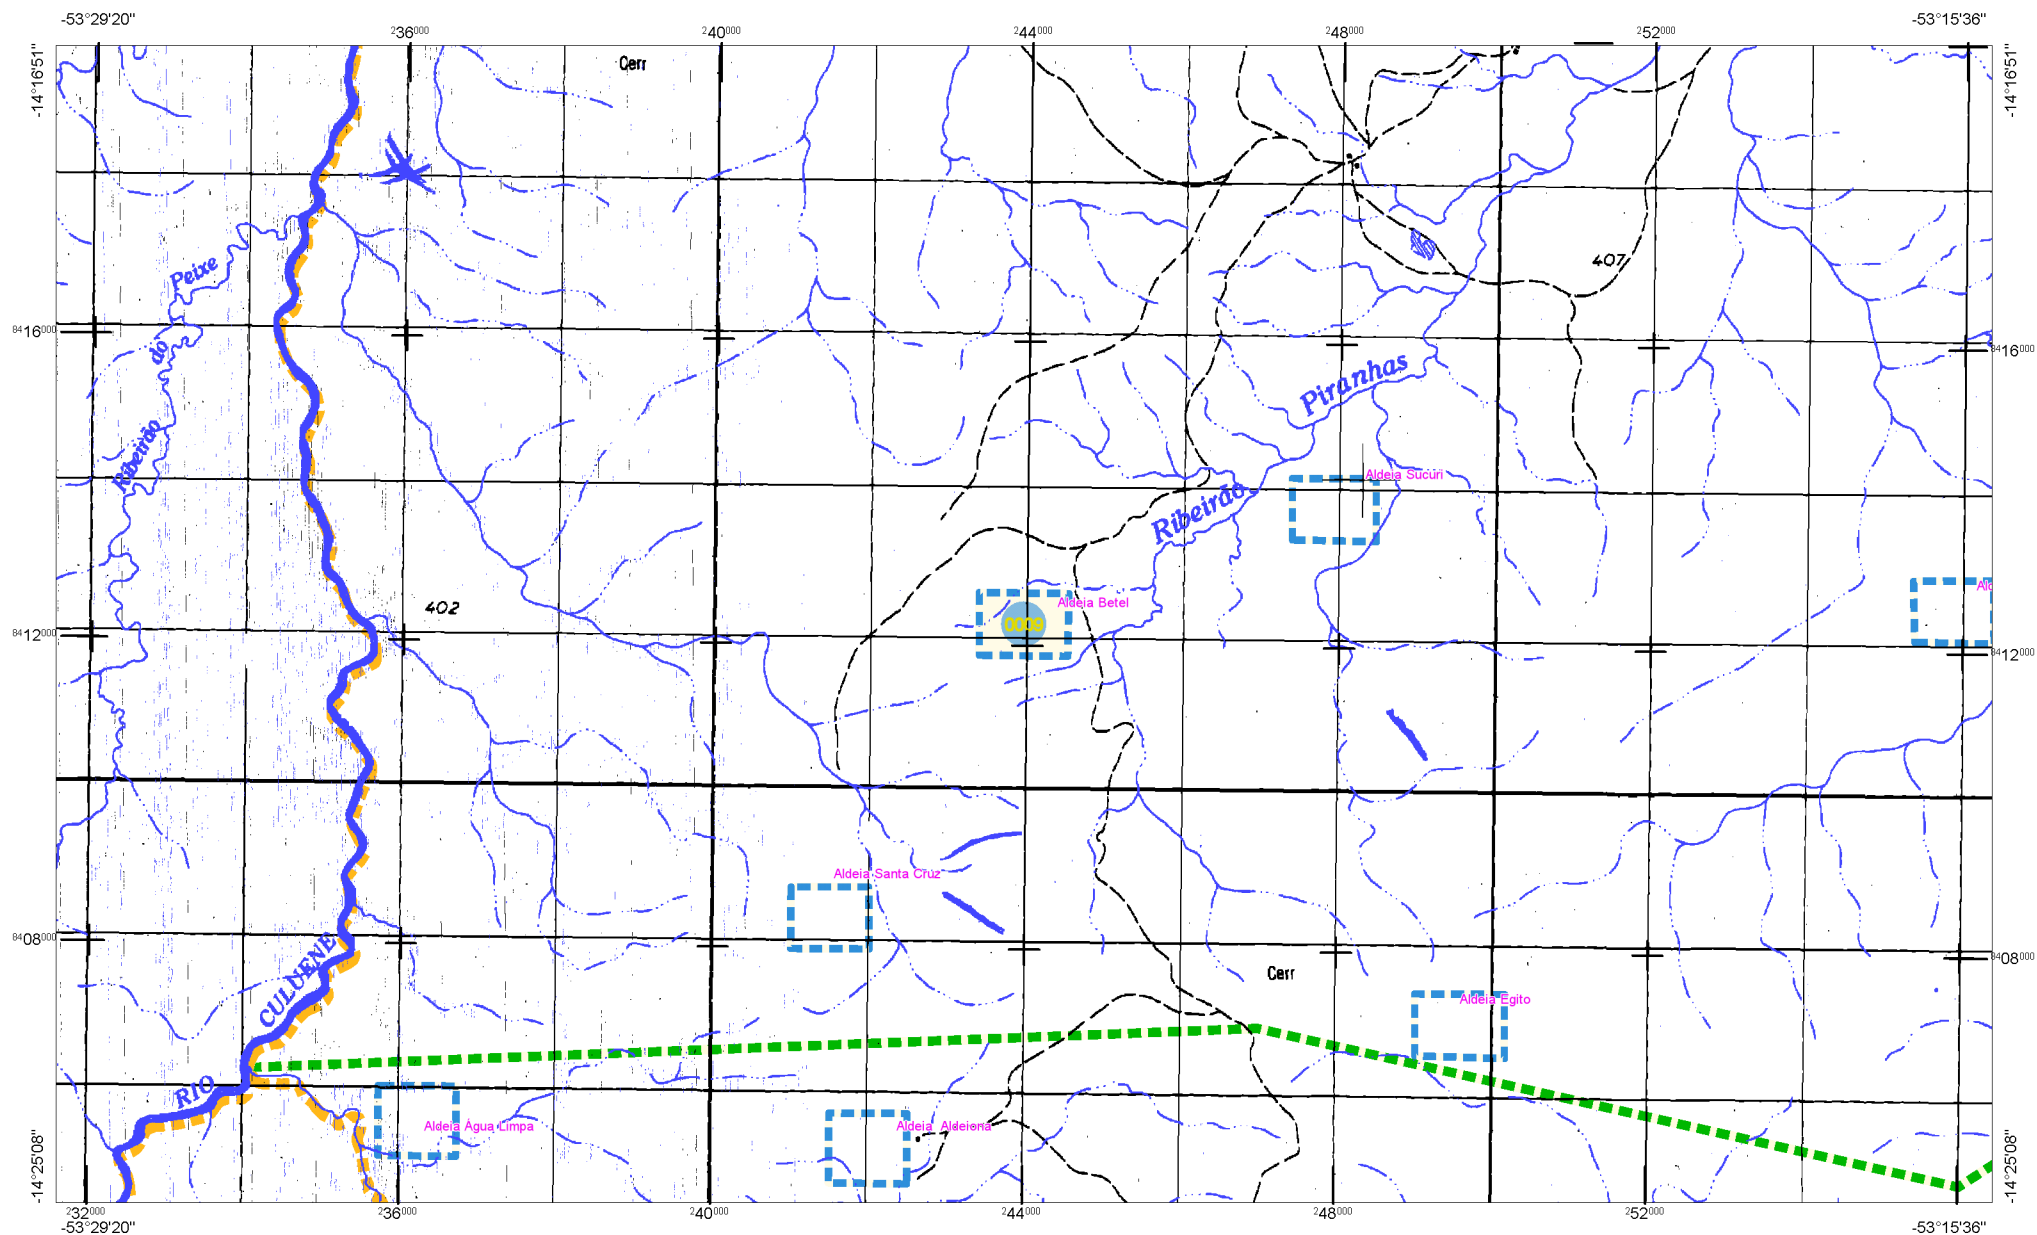 -53°29'20"
-53°15'36"
236000
240000
244000
248000
252000
-14°16'51"
-14°16'51"
Cerr
Peixe
do
Ribeirão
407
8416000
8416000
Piranhas
Ribeirão
Aldeia Sucuri
402
Aldeia Betel
0009
8412000
8412000
Aldeia Santa Cruz
8408000
8408000
CULUENE
RIO
Cerr
Aldeia Egito
Aldeia Água Limpa
Aldeia Aldeiona
-14°25'08"
-14°25'08"
232000
236000
240000
244000
248000
252000
-53°29'20"
-53°15'36"